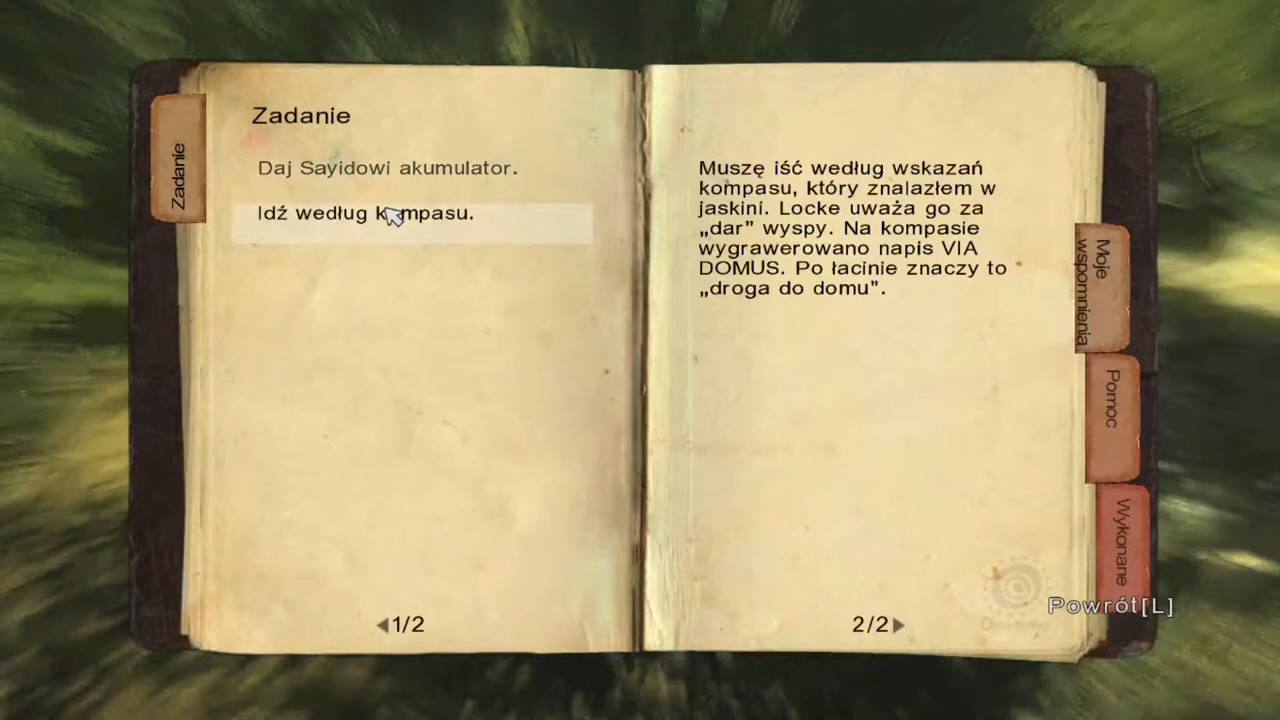 Zadanie
Zadanie
Daj Sayidowi akumulator.
Idź według kompasu.
1/2
Muszę iść według wskazań
kompasu, który znalazłem w
jaskini. Locke uważa go za
„dar” wyspy. Na kompasie
wygrawerowano napis VIA
DOMUS. Po łacinie znaczy to
„droga do domu”.
2/2
Moje
wspomnienia
Pomoc
Wykonane
Powrót[L]